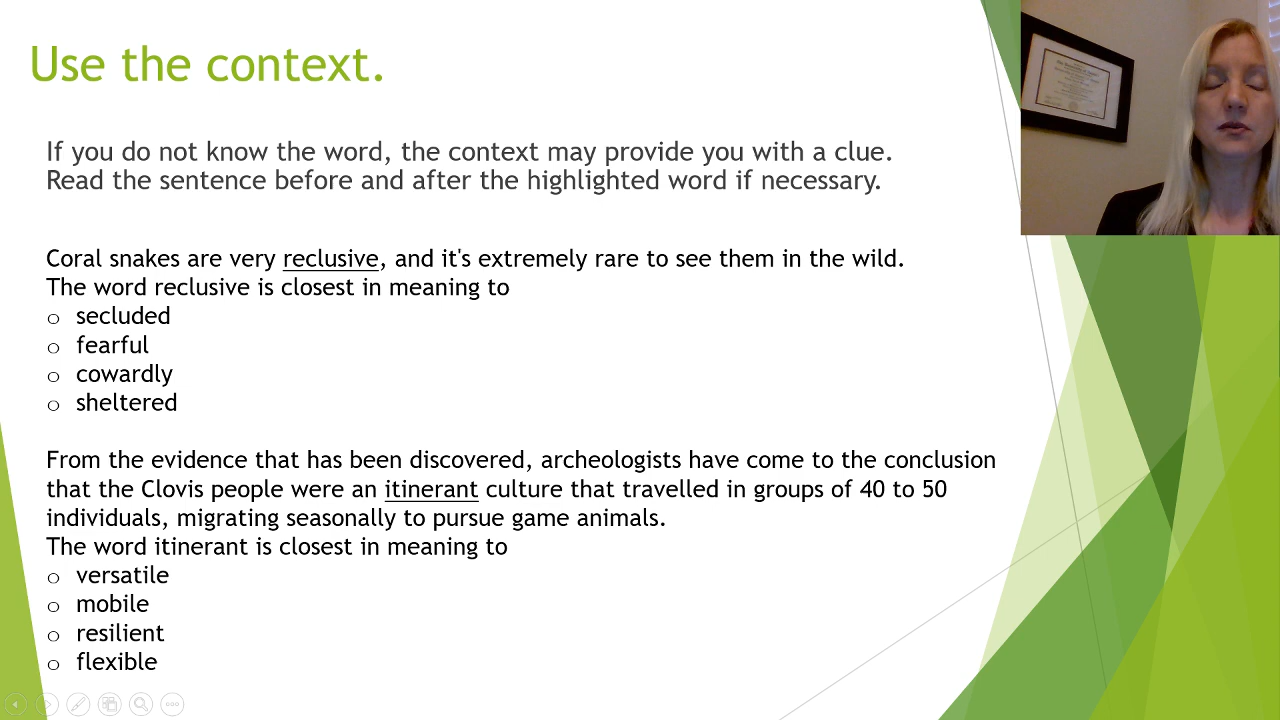 Use the context.
If you do not know the word, the context may provide you with a clue.
Read the sentence before and after the highlighted word if necessary.
Coral snakes are very reclusive, and it's extremely rare to see them in the wild.
The word reclusive is closest in meaning to
o secluded
o fearful
o cowardly
o sheltered
From the evidence that has been discovered, archeologists have come to the conclusion
that the Clovis people were an itinerant culture that travelled in groups of 40 to 50
individuals, migrating seasonally to pursue game animals.
The word itinerant is closest in meaning to
o versatile
o mobile
o resilient
o flexible